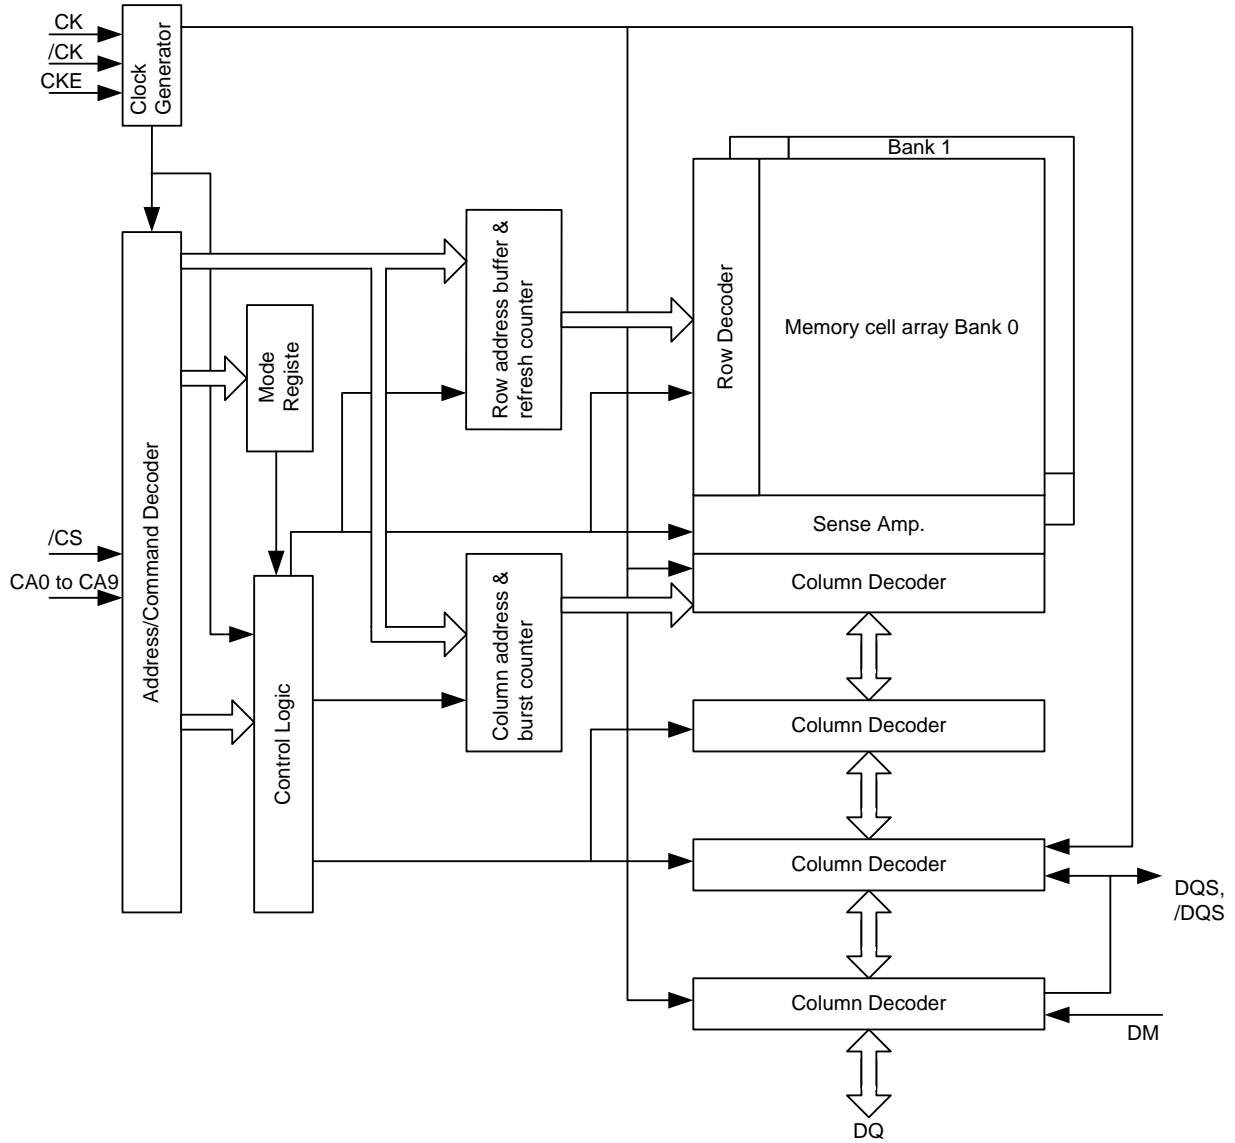 CK
/CK
CKE
Clock
Generator
Bank 1
Row address buffer &
refresh counter
Row Decoder
Memory cell array Bank 0
Mode
Registe
Address/Command Decoder
/CS
CA0 to CA9
Sense Amp.
Column Decoder
Column address &
burst counter
Control Logic
Column Decoder
Column Decoder
DQS,
/DQS
Column Decoder
DM
DQ